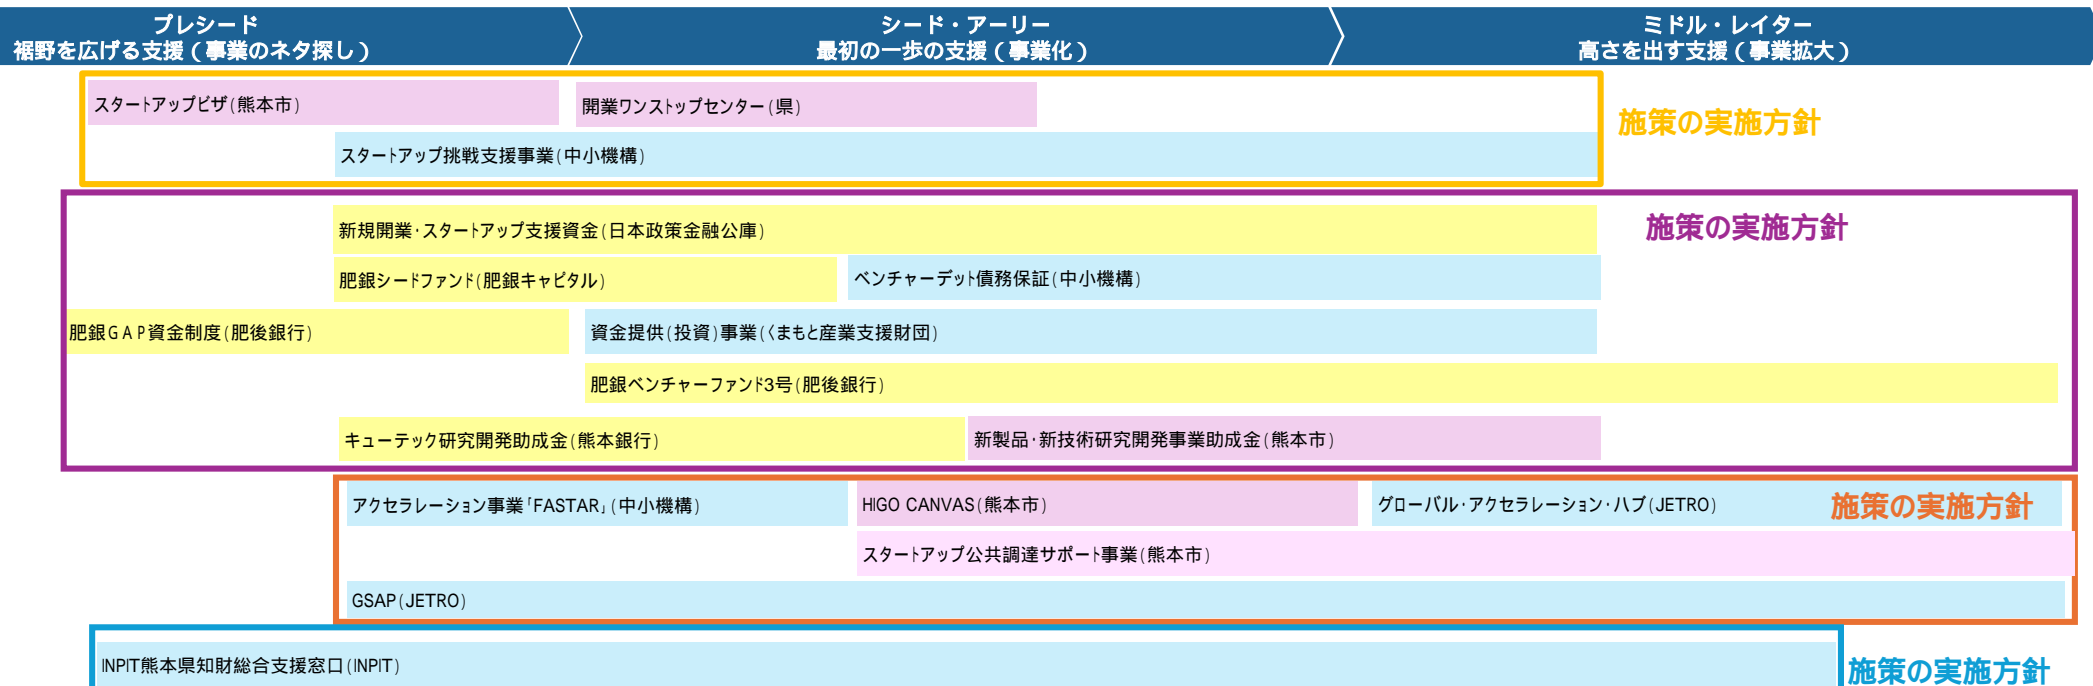 プレシード
裾野を広げる支援（事業のネタ探し）
シード・アーリー
最初の一歩の支援（事業化）
ミドル・レイター
高さを出す支援（事業拡大）
スタートアップビザ(熊本市)
開業ワンストップセンター(県)
施策の実施方針
スタートアップ挑戦支援事業(中小機構)
新規開業・スタートアップ支援資金(日本政策金融公庫)
施策の実施方針
肥銀シードファンド(肥銀キャピタル)
ベンチャーデット債務保証(中小機構)
肥銀ＧＡＰ資金制度(肥後銀行)
資金提供(投資)事業(くまもと産業支援財団)
肥銀ベンチャーファンド3号(肥後銀行)
キューテック研究開発助成金(熊本銀行)
新製品・新技術研究開発事業助成金(熊本市)
アクセラレーション事業「FASTAR」(中小機構)
HIGO CANVAS(熊本市)
グローバル・アクセラレーション・ハブ(JETRO)
施策の実施方針
スタートアップ公共調達サポート事業(熊本市)
GSAP(JETRO)
INPIT熊本県知財総合支援窓口(INPIT)
施策の実施方針